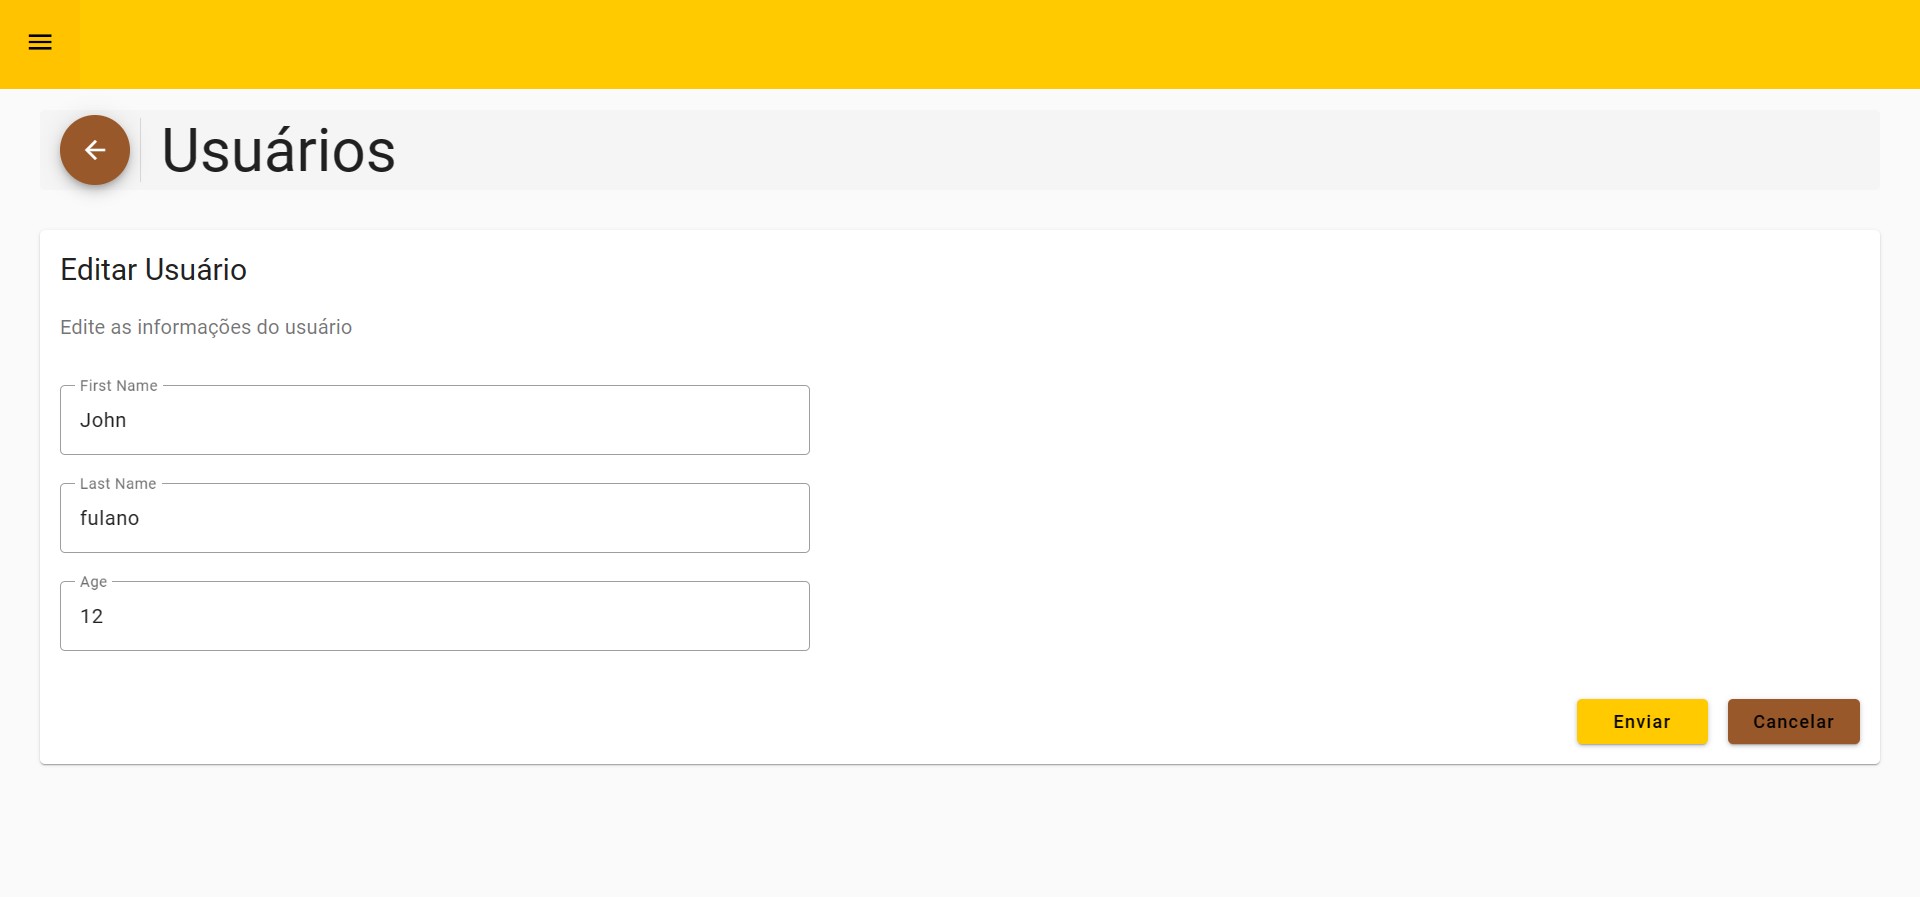 Usuários
Editar Usuário
Edite as informações do usuário
First Name
John
Last Name
fulano
Age
12
Enviar
Cancelar